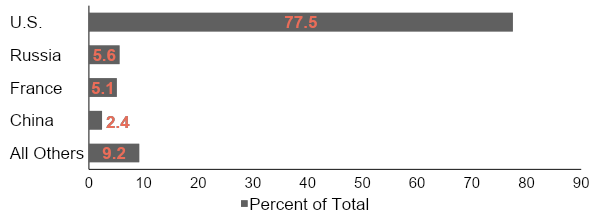 U.S. 77.5
Russia 5.6
France 5.1
China 2.4
All Others 9.2
0 10 20 30 40 50 60 70 80 90
Percent of Total